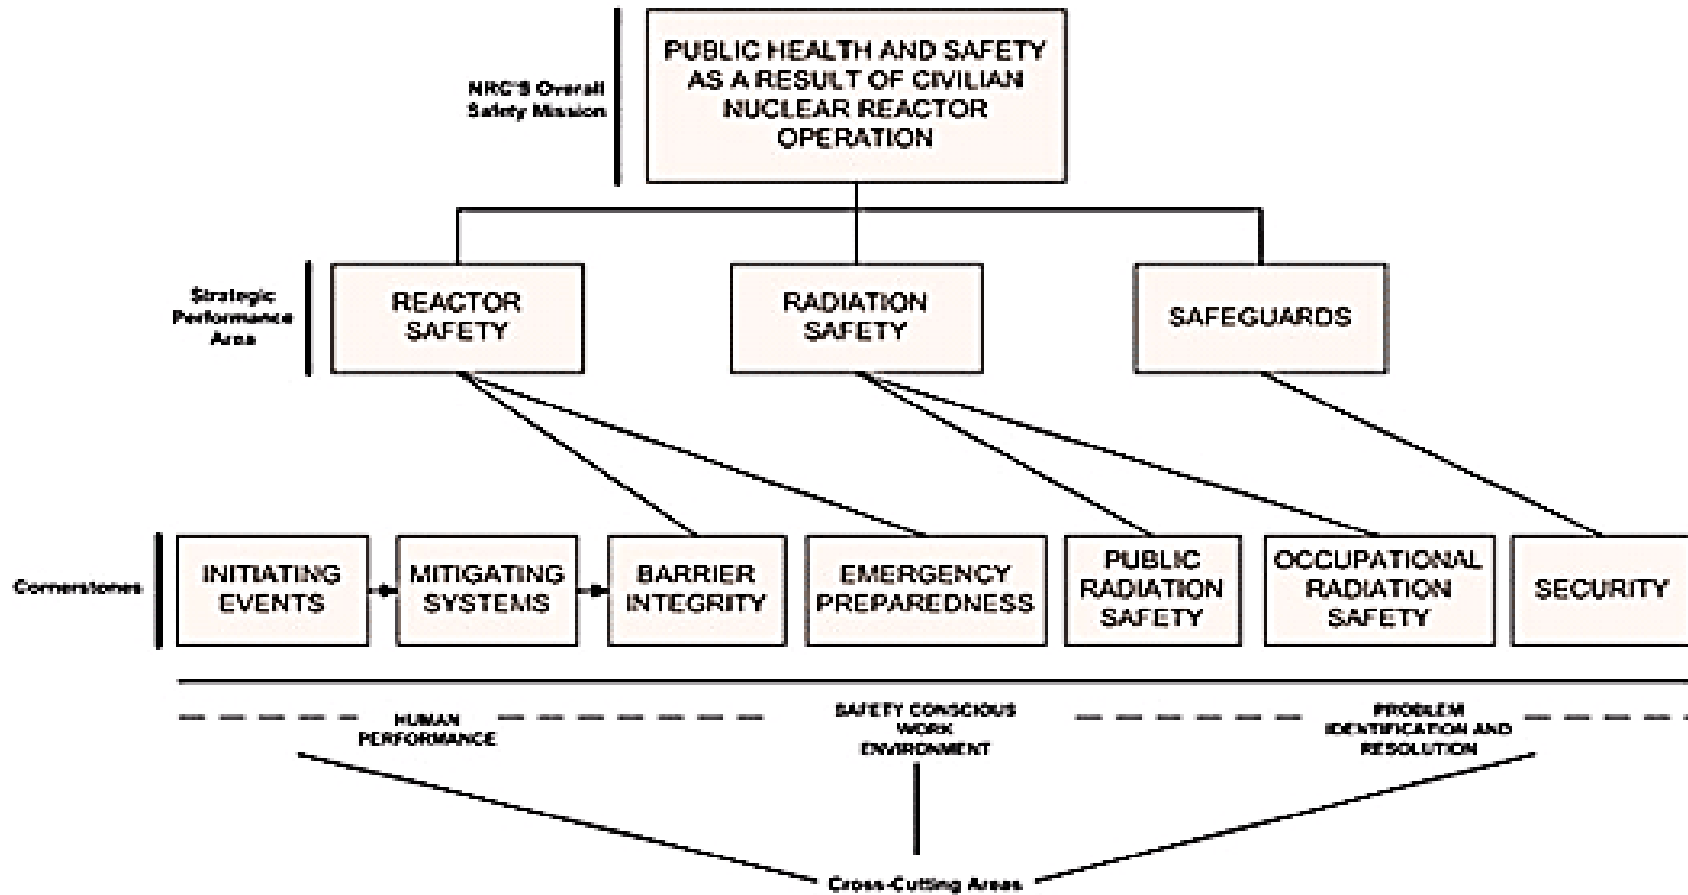 NRC'S Overall
Safety Mission
PUBLIC HEALTH AND SAFETY
AS A RESULT OF CIVILIAN
NUCLEAR REACTOR
OPERATION
Strategic
Performance
Area
REACTOR
SAFETY
RADIATION
SAFETY
SAFEGUARDS
Cornerstones
INITIATING
EVENTS
MITIGATING
SYSTEMS
BARRIER
INTEGRITY
EMERGENCY
PREPAREDNESS
PUBLIC
RADIATION
SAFETY
OCCUPATIONAL
RADIATION
SAFETY
SECURITY
HUMAN
PERFORMANCE
SAFETY CONSCIOUS
WORK
ENVIRONMENT
PROBLEM
IDENTIFICATION AND
RESOLUTION
Cross-Cutting Areas